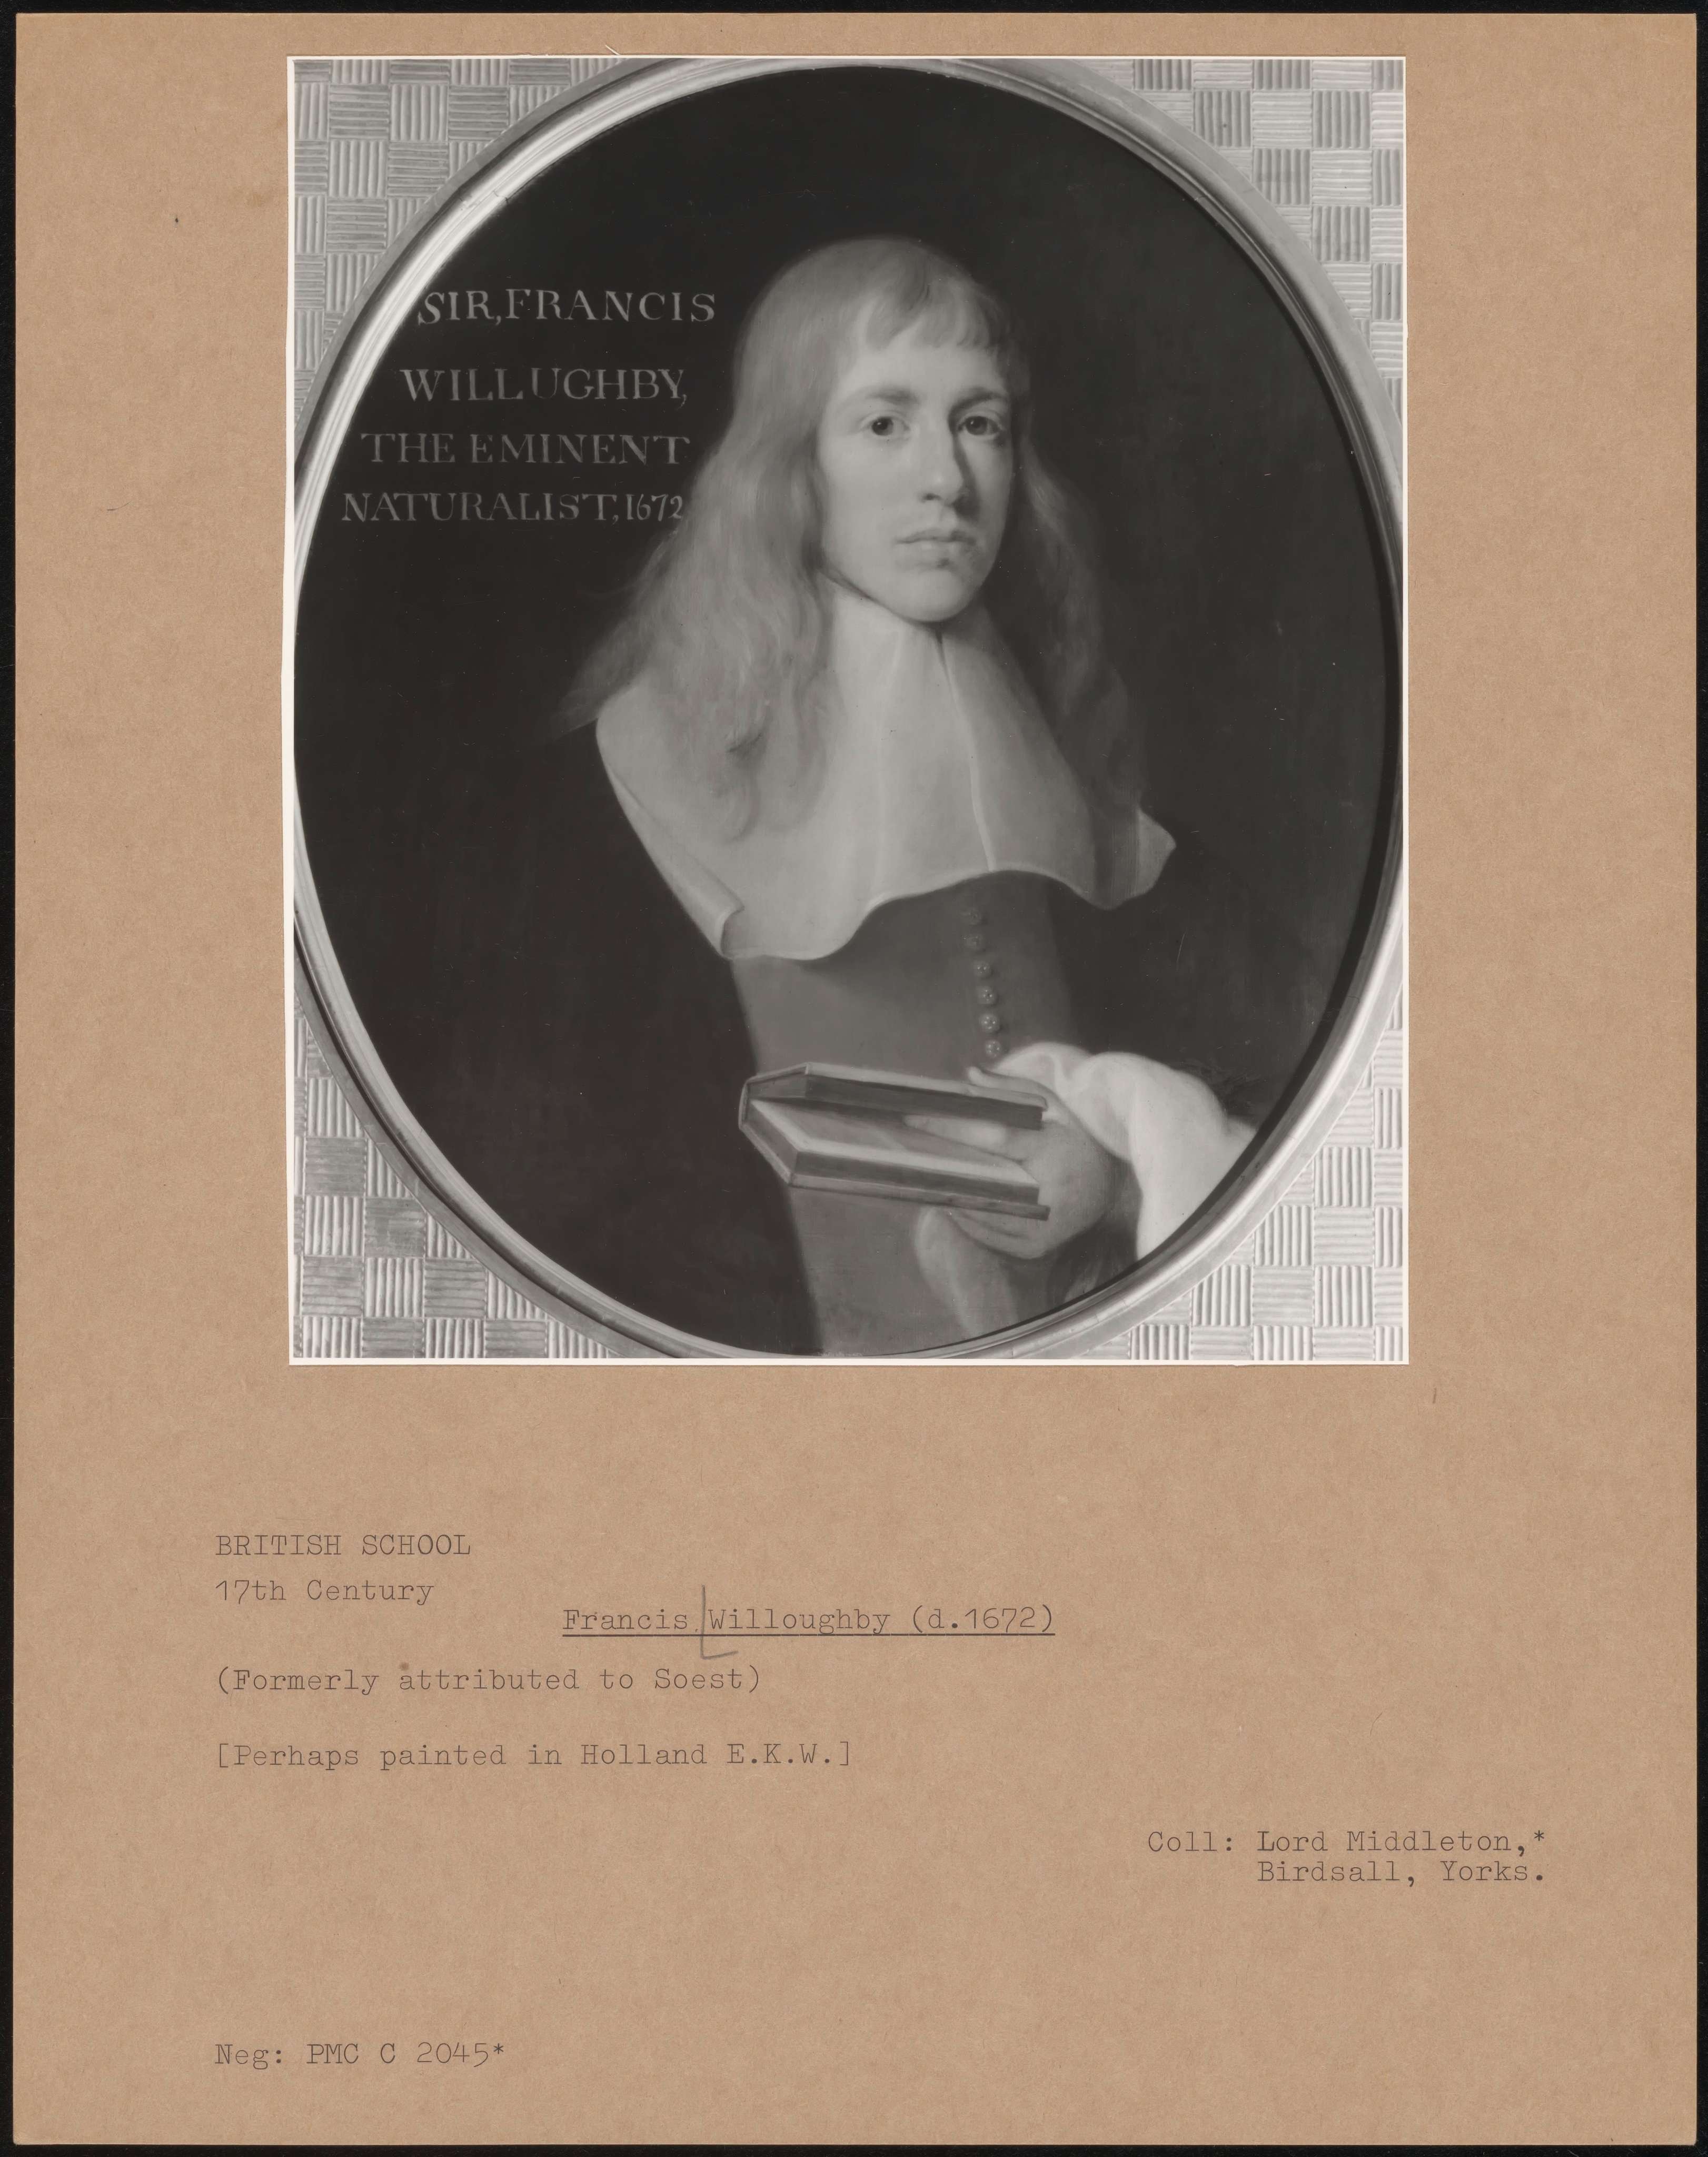 SIR, FRANCIS
WILLUGHBY,
THE EMINENT
NATURALIST, 1672
BRITISH SCHOOL
17th Century
Francis Willoughby (d.1672)
(Formerly attributed to Soest)
[Perhaps painted in Holland E.K.W.]
Coll: Lord Middleton,*
Birdsall, Yorks.
Neg: PMC C 2045*